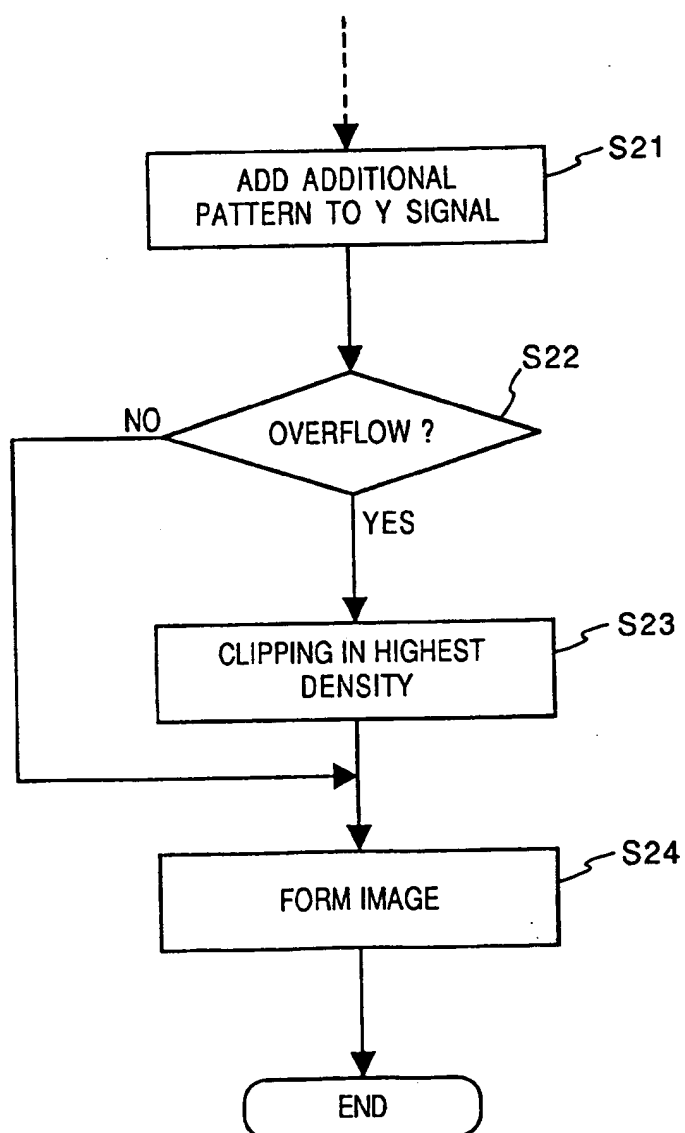 S21
ADD ADDITIONAL
PATTERN TO Y SIGNAL
S22
NO
OVERFLOW ?
YES
S23
CLIPPING IN HIGHEST
DENSITY
S24
FORM IMAGE
END